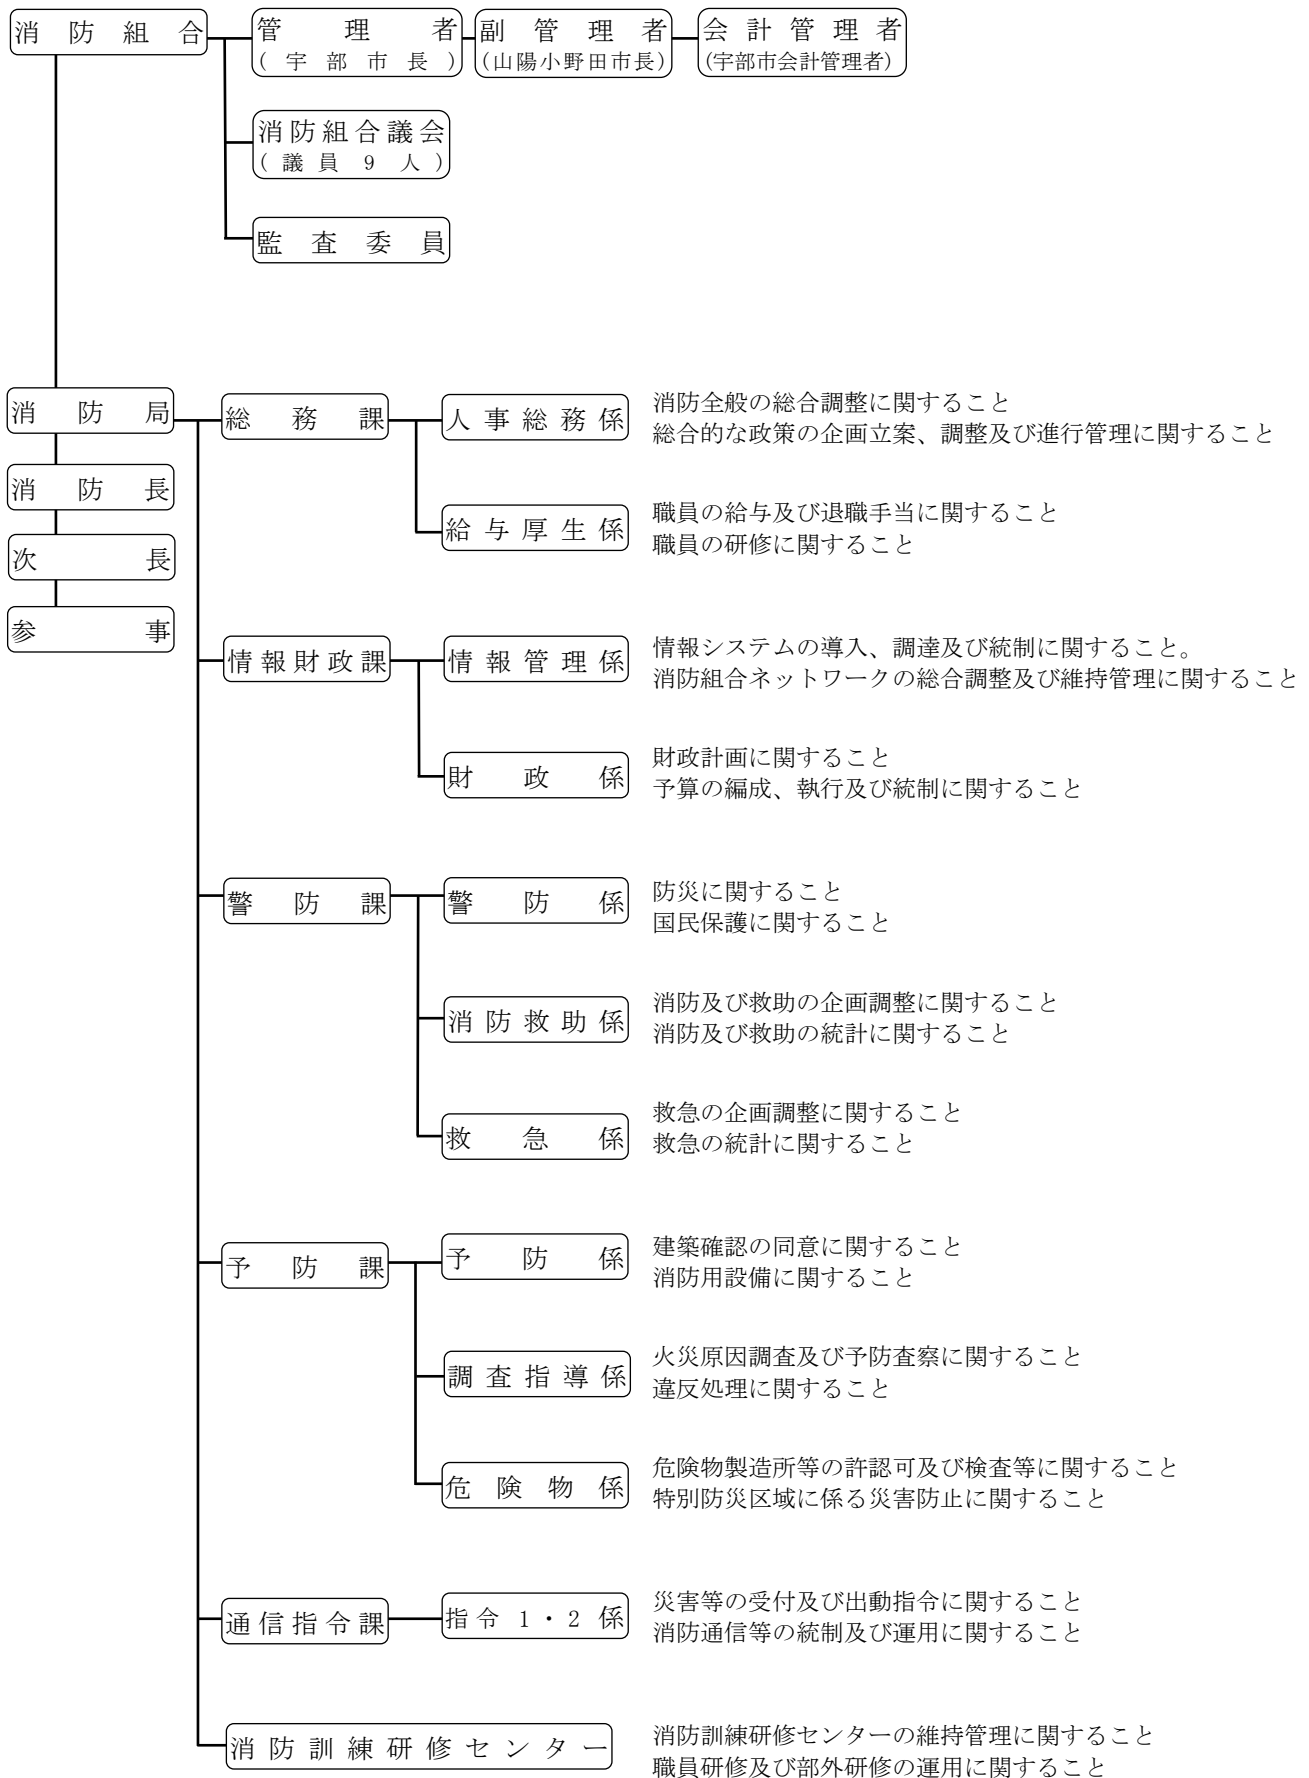 消防組合
管理者
(宇部市長)
副管理者
(山陽小野田市長)
会計管理者
(宇部市会計管理者)
消防組合議会
(議員9人)
監査委員
消防局
消防長
次長
参事
総務課
人事総務係
消防全般の総合調整に関すること
総合的な政策の企画立案、調整及び進行管理に関すること
給与厚生係
職員の給与及び退職手当に関すること
職員の研修に関すること
情報財政課
情報管理係
情報システムの導入、調達及び統制に関すること。
消防組合ネットワークの総合調整及び維持管理に関すること
財政係
財政計画に関すること
予算の編成、執行及び統制に関すること
警防課
警防係
防災に関すること
国民保護に関すること
消防救助係
消防及び救助の企画調整に関すること
消防及び救助の統計に関すること
救急係
救急の企画調整に関すること
救急の統計に関すること
予防課
予防係
建築確認の同意に関すること
消防用設備に関すること
調査指導係
火災原因調査及び予防査察に関すること
違反処理に関すること
危険物係
危険物製造所等の許認可及び検査等に関すること
特別防災区域に係る災害防止に関すること
通信指令課
指令1・2係
災害等の受付及び出動指令に関すること
消防通信等の統制及び運用に関すること
消防訓練研修センター
消防訓練研修センターの維持管理に関すること
職員研修及び部外研修の運用に関すること